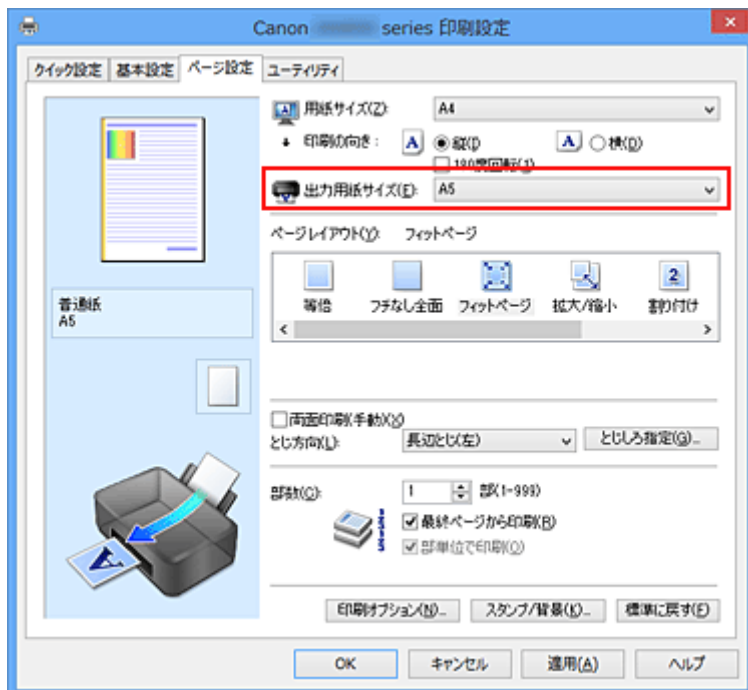 Canon series 印刷設定
クイック設定 基本設定 ページ設定 ユーティリティ
用紙サイズ(Z): A4
印刷の向き: A 縦(I) A 横(D)
180度回転(1)
出力用紙サイズ(E): A5
ページレイアウト(Y): フィットページ
等倍 フチなし全面 フィットページ 拡大/縮小 割り付け
2
普通紙
A5
両面印刷(手動)(X)
とじ方向(L): 長辺とじ(左) とじしろ指定(G)...
部数(C): 1 部(1-999)
最終ページから印刷(R)
部単位で印刷(O)
A
印刷オプション(N)... スタンプ/背景(K)... 標準に戻す(F)
OK キャンセル 適用(A) ヘルプ